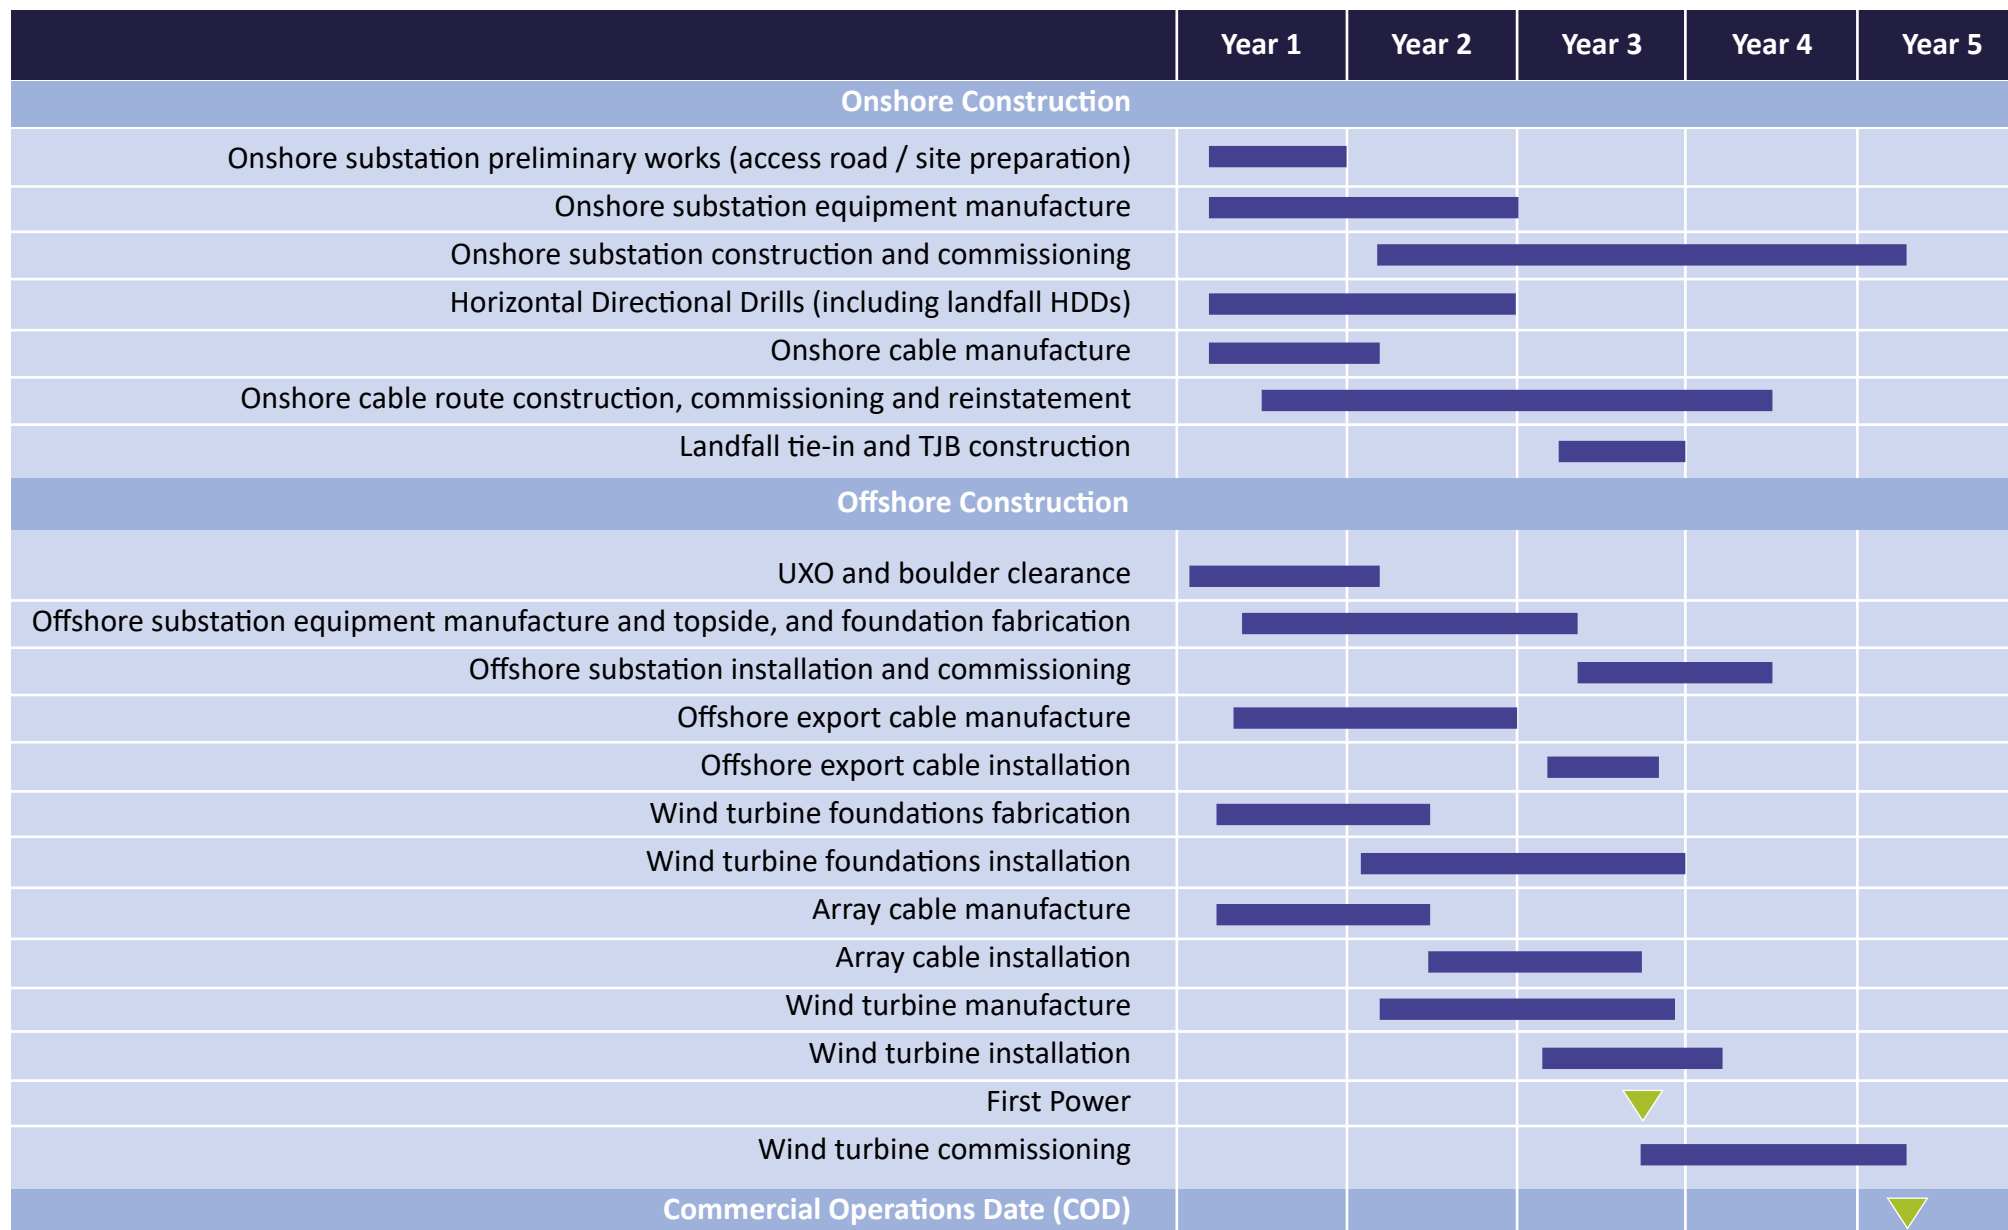 Year 1 Year 2 Year 3 Year 4 Year 5
Onshore Construction
Onshore substation preliminary works (access road / site preparation)
Onshore substation equipment manufacture
Onshore substation construction and commissioning
Horizontal Directional Drills (including landfall HDDs)
Onshore cable manufacture
Onshore cable route construction, commissioning and reinstatement
Landfall tie-in and TJB construction
Offshore Construction
UXO and boulder clearance
Offshore substation equipment manufacture and topside, and foundation fabrication
Offshore substation installation and commissioning
Offshore export cable manufacture
Offshore export cable installation
Wind turbine foundations fabrication
Wind turbine foundations installation
Array cable manufacture
Array cable installation
Wind turbine manufacture
Wind turbine installation
First Power
Wind turbine commissioning
Commercial Operations Date (COD)